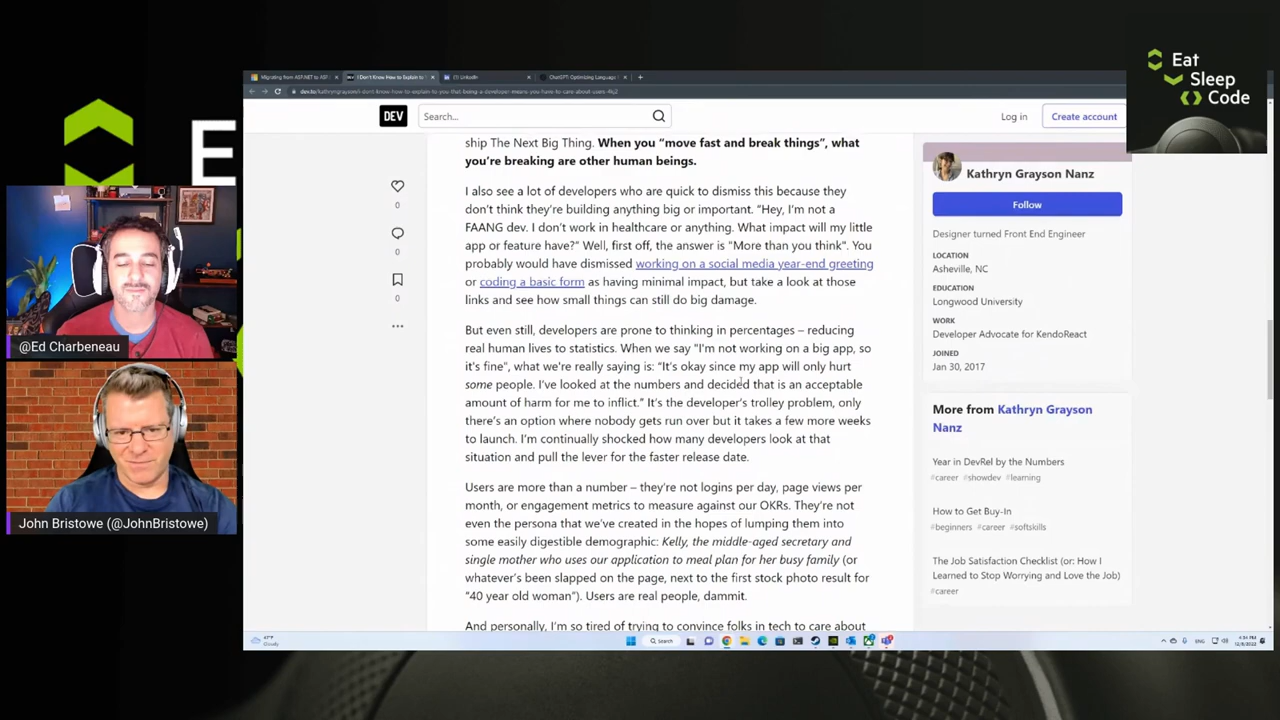 E
Eat
Sleep
Code
Migrating from ASP.NET to ASP.
I Don't Know How to Explain to
(1) LinkedIn
ChatGPT: Optimizing Language
DEV
Search...
Log in
Create account
ship The Next Big Thing. When you “move fast and break things”, what
you’re breaking are other human beings.
I also see a lot of developers who are quick to dismiss this because they
don’t think they’re building anything big or important. “Hey, I’m not a
FAANG dev. I don’t work in healthcare or anything. What impact will my little
app or feature have?” Well, first off, the answer is “More than you think”. You
probably would have dismissed working on a social media year-end greeting
or coding a basic form as having minimal impact, but take a look at those
links and see how small things can still do big damage.
But even still, developers are prone to thinking in percentages – reducing
real human lives to statistics. When we say "I'm not working on a big app, so
it's fine", what we're really saying is: "It's okay since my app will only hurt
some people. I've looked at the numbers and decided that is an acceptable
amount of harm for me to inflict." It's the developer's trolley problem, only
there's an option where nobody gets run over but it takes a few more weeks
to launch. I'm continually shocked how many developers look at that
situation and pull the lever for the faster release date.
Users are more than a number – they're not logins per day, page views per
month, or engagement metrics to measure against our OKRs. They're not
even the persona that we've created in the hopes of lumping them into
some easily digestible demographic: Kelly, the middle-aged secretary and
single mother who uses our application to meal plan for her busy family (or
whatever's been slapped on the page, next to the first stock photo result for
"40 year old woman"). Users are real people, dammit.
And personally, I'm so tired of trying to convince folks in tech to care about
0
0
0
Kathryn Grayson Nanz
Follow
Designer turned Front End Engineer
LOCATION
Asheville, NC
EDUCATION
Longwood University
WORK
Developer Advocate for KendoReact
JOINED
Jan 30, 2017
More from Kathryn Grayson
Nanz
Year in DevRel by the Numbers
#career #showdev #learning
How to Get Buy-In
#beginners #career #softskills
The Job Satisfaction Checklist (or: How I
Learned to Stop Worrying and Love the Job)
#career
@Ed Charbeneau
John Bristowe (@JohnBristowe)
Search